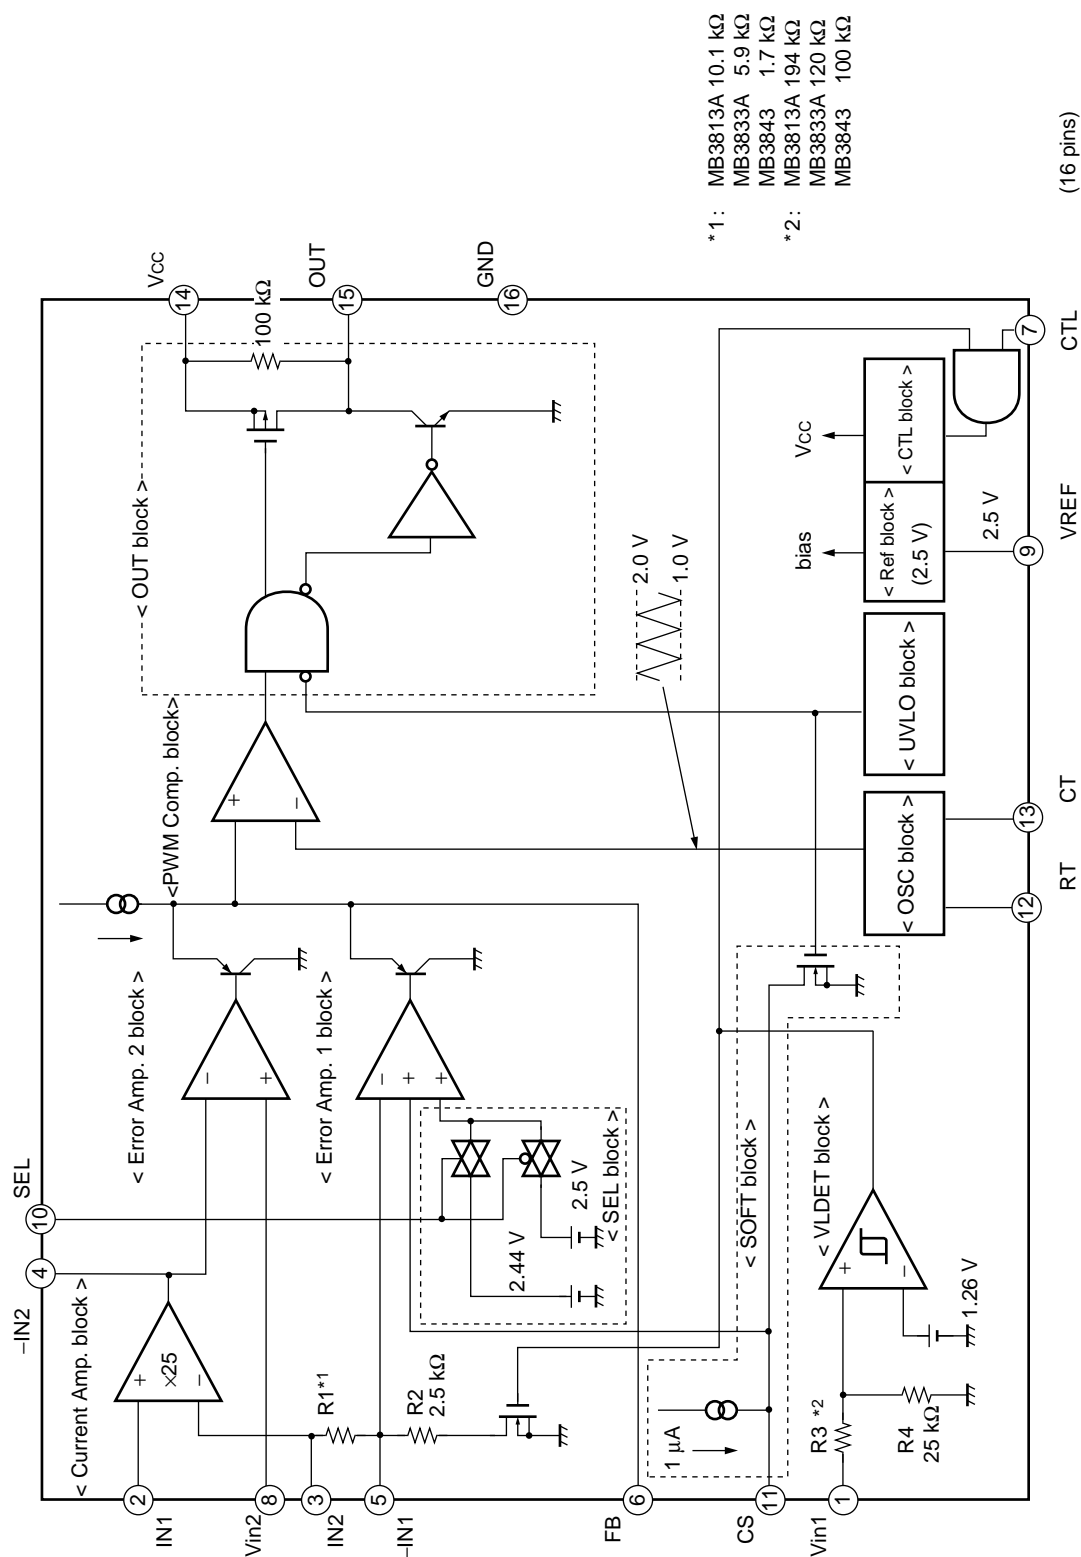 −IN2
4
SEL
10
< Current Amp. block >
+
×25
−
2
IN1
8
Vin2
3
IN2
5
−IN1
R1*1
R2
2.5 kΩ
< Error Amp. 2 block >
−
+
< Error Amp. 1 block >
−
+
+
2.44 V
2.5 V
< SEL block >
<PWM Comp. block>
+
−
< OUT block >
100 kΩ
14
Vcc
15
OUT
16
GND
2.0 V
1.0 V
6
FB
11
CS
1 µA
< SOFT block >
1
Vin1
R3 *2
R4
25 kΩ
< VLDET block >
+
−
1.26 V
< OSC block >
12
RT
13
CT
< UVLO block >
bias
< Ref block >
(2.5 V)
2.5 V
9
VREF
Vcc
< CTL block >
7
CTL
*1 : MB3813A 10.1 kΩ
MB3833A 5.9 kΩ
MB3843 1.7 kΩ
*2 : MB3813A 194 kΩ
MB3833A 120 kΩ
MB3843 100 kΩ
(16 pins)